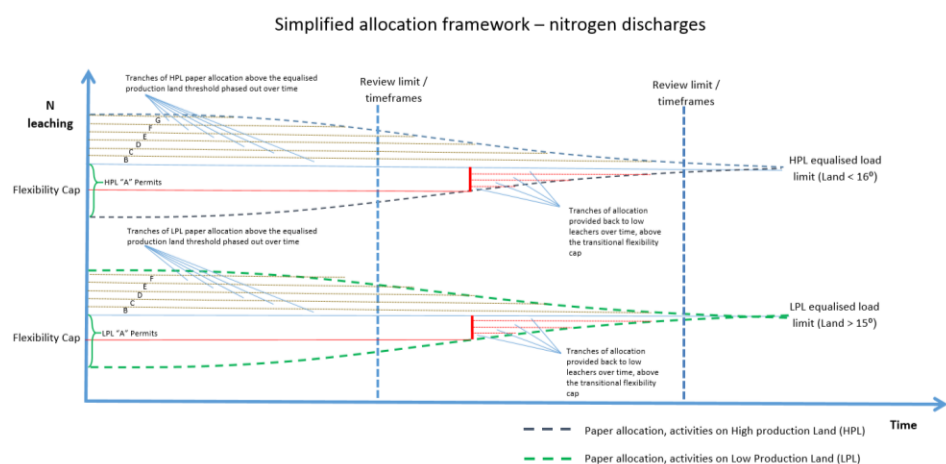 Simplified allocation framework – nitrogen discharges
N
leaching
Tranches of HPL paper allocation above the equalised
production land threshold phased out over time
Review limit /
timeframes
Review limit /
timeframes
G
F
E
D
C
B
Flexibility Cap
HPL "A" Permits
HPL equalised load
limit (Land < 16⁰)
Tranches of allocation
provided back to low
leachers over time, above
the transitional flexibility
cap
Tranches of LPL paper allocation above the equalised
production land threshold phased out over time
F
E
D
C
B
Flexibility Cap
LPL "A" Permits
LPL equalised load
limit (Land > 15⁰)
Tranches of allocation
provided back to low
leachers over time, above
the transitional flexibility
cap
Time
Paper allocation, activities on High production Land (HPL)
Paper allocation, activities on Low Production Land (LPL)